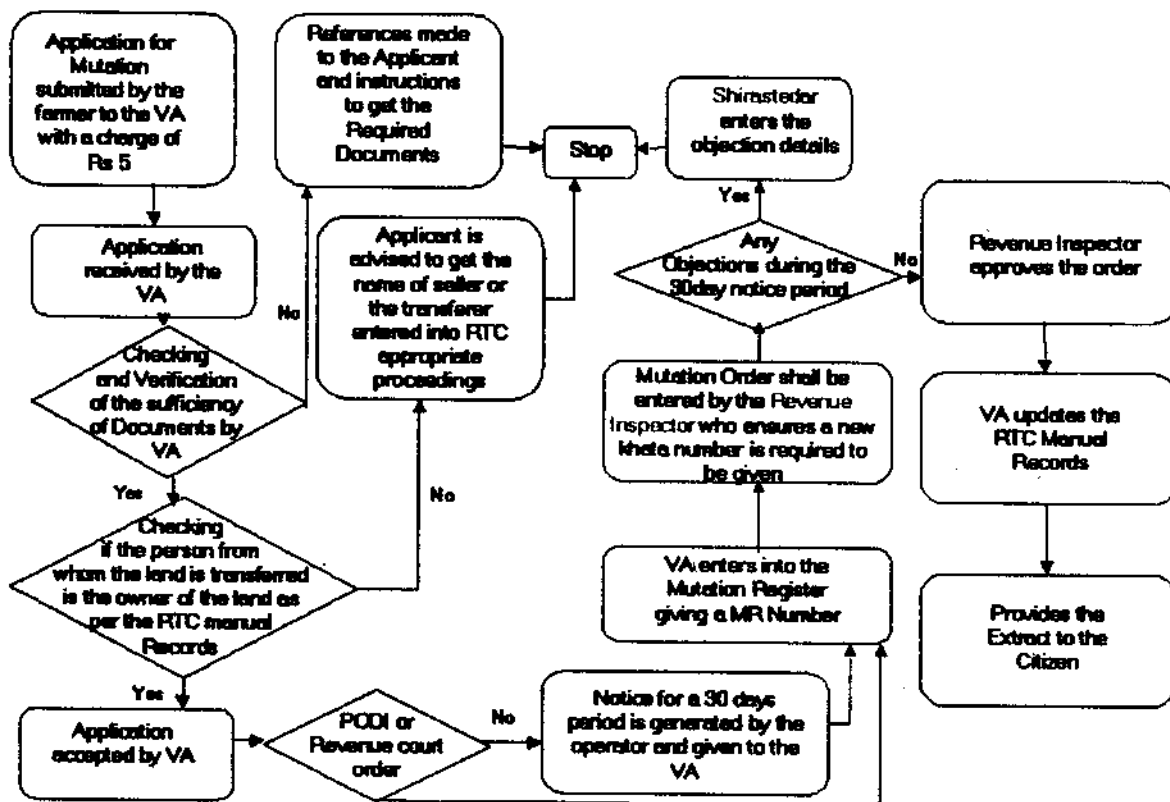 Application for
Mutation
submitted by the
farmer to the VA
with a charge of
Rs 5
Application
received by the
VA
Checking
and Verification
of the sufficiency
of Documents by
VA
No
Yes
References made
to the Applicant
and instructions
to get the
Required
Documents
Checking
if the person from
whom the land is transferred
is the owner of the land as
per the RTC manual
Records
No
Yes
Applicant is
advised to get the
name of seller or
the transferer
entered into RTC
appropriate
proceedings
Stop
Application
accepted by VA
PODI or
Revenue court
order
No
Notice for a 30 days
period is generated by the
operator and given to the
VA
VA enters into the
Mutation Register
giving a MR Number
Mutation Order shall be
entered by the Revenue
Inspector who ensures a new
khata number is required to
be given
Any
Objections during the
30day notice period
Yes
No
Shirastedar
enters the
objection details
Revenue Inspector
approves the order
VA updates the
RTC Manual
Records
Provides the
Extract to the
Citizen